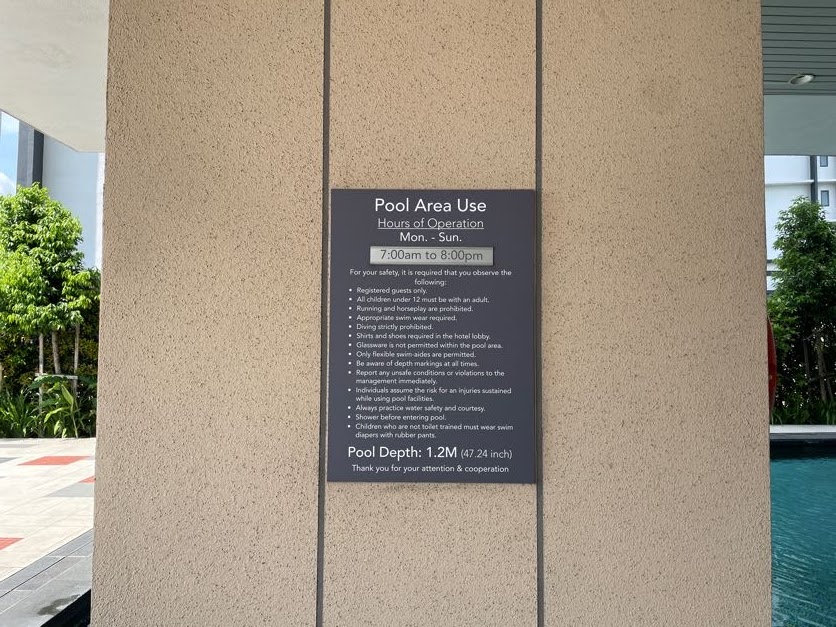 Pool Area Use
Hours of Operation
Mon. - Sun.
7:00am to 8:00pm
For your safety, it is required that you observe the
following:
• Registered guests only.
• All children under 12 must be with an adult.
• Running and horseplay are prohibited.
• Appropriate swim wear required.
• Diving strictly prohibited.
• Shirts and shoes required in the hotel lobby.
• Glassware is not permitted within the pool area.
• Only flexible swim-aides are permitted.
• Be aware of depth markings at all times.
• Report any unsafe conditions or violations to the
management immediately.
• Individuals assume the risk for an injuries sustained
while using pool facilities.
• Always practice water safety and courtesy.
• Shower before entering pool.
• Children who are not toilet trained must wear swim
diapers with rubber pants.
Pool Depth: 1.2M (47.24 inch)
Thank you for your attention & cooperation